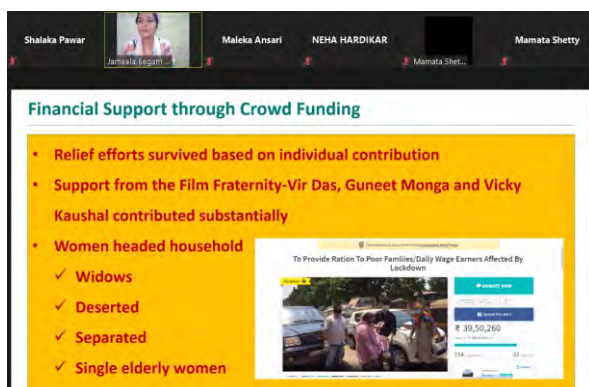 Shalaka Pawar
Jameela Begam ...
Maleka Ansari
NEHA HARDIKAR
Mamata Shet...
Mamata Shetty
Financial Support through Crowd Funding
• Relief efforts survived based on individual contribution
• Support from the Film Fraternity-Vir Das, Guneet Monga and Vicky
Kaushal contributed substantially
• Women headed household
✓ Widows
✓ Deserted
✓ Separated
✓ Single elderly women
To Provide Ration To Poor Families/Daily Wage Earners Affected By
Lockdown
DONATE NOW
₹ 39,50,260